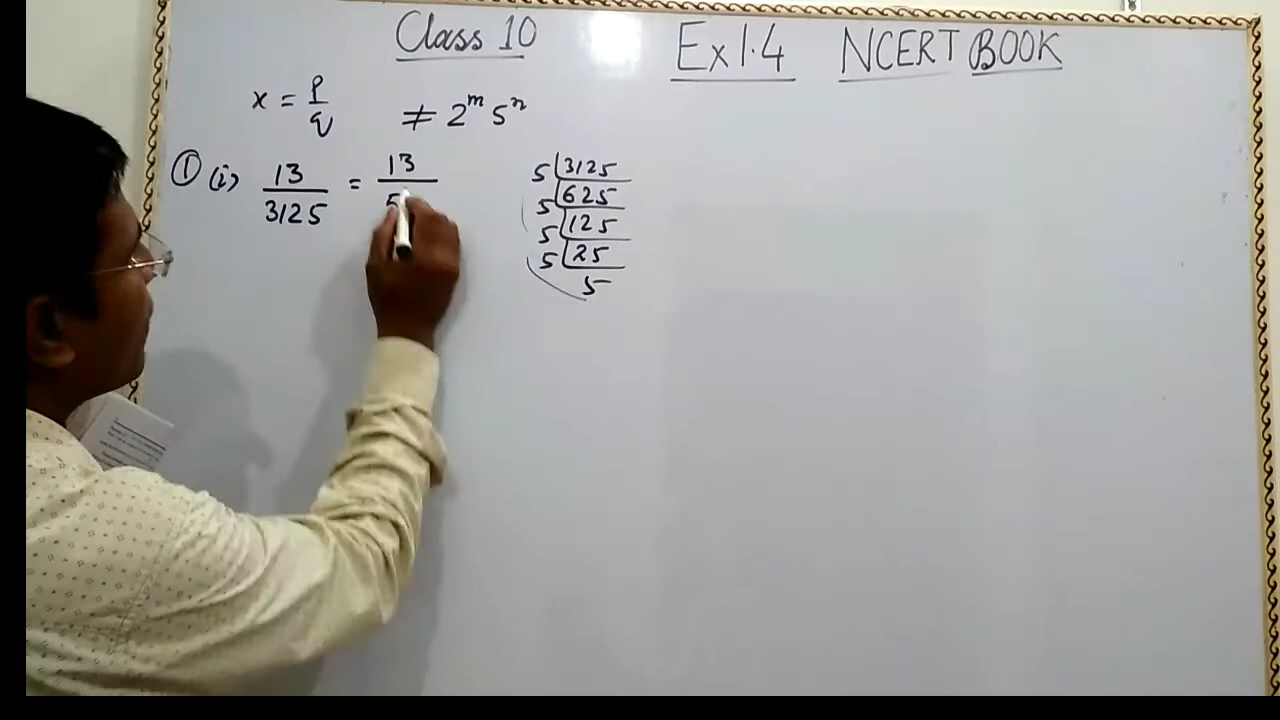 Class 10 Ex 1.4 NCERT BOOK
x = p/q ≠ 2^m 5^n
① (i) 13/3125 = 13/5
5 | 3125
5 | 625
5 | 125
5 | 25
5